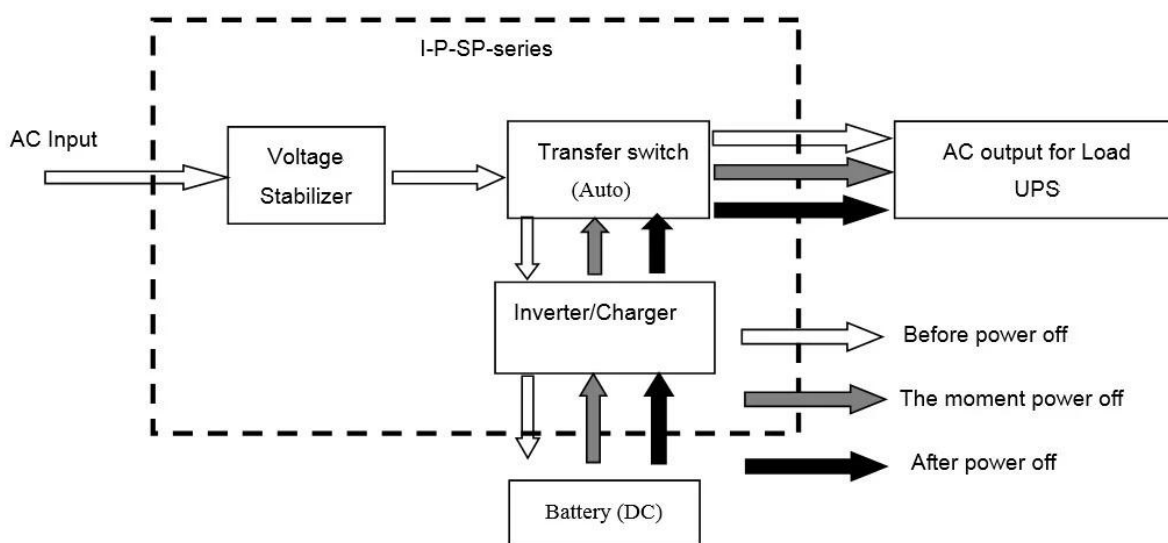 I-P-SP-series
AC Input
Voltage
Stabilizer
Transfer switch
(Auto)
AC output for Load
UPS
Inverter/Charger
Before power off
The moment power off
After power off
Battery (DC)